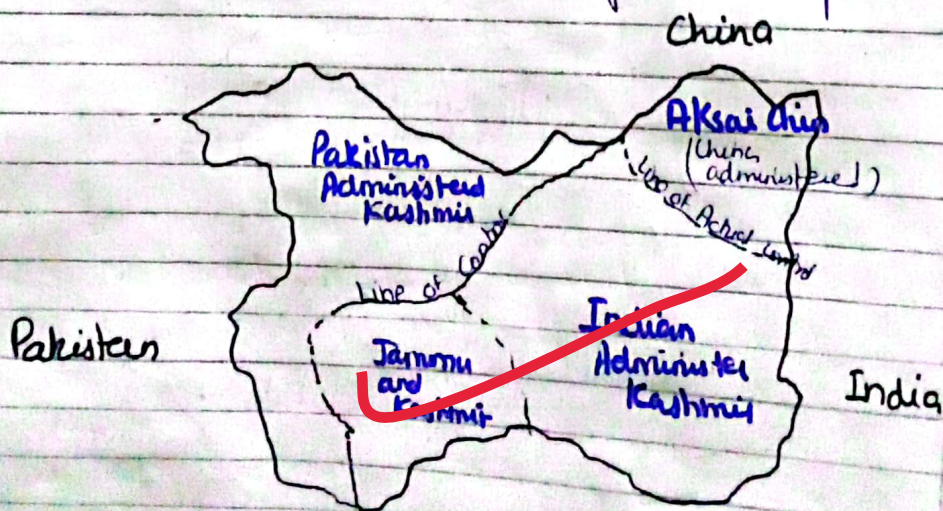 China
Aksai Chin
(China
administered)
Pakistan
Administerd
Kashmir
Line of Actual Control
Line of Control
Pakistan
Jammu
and
Kashmir
Indian
Administer
Kashmir
India